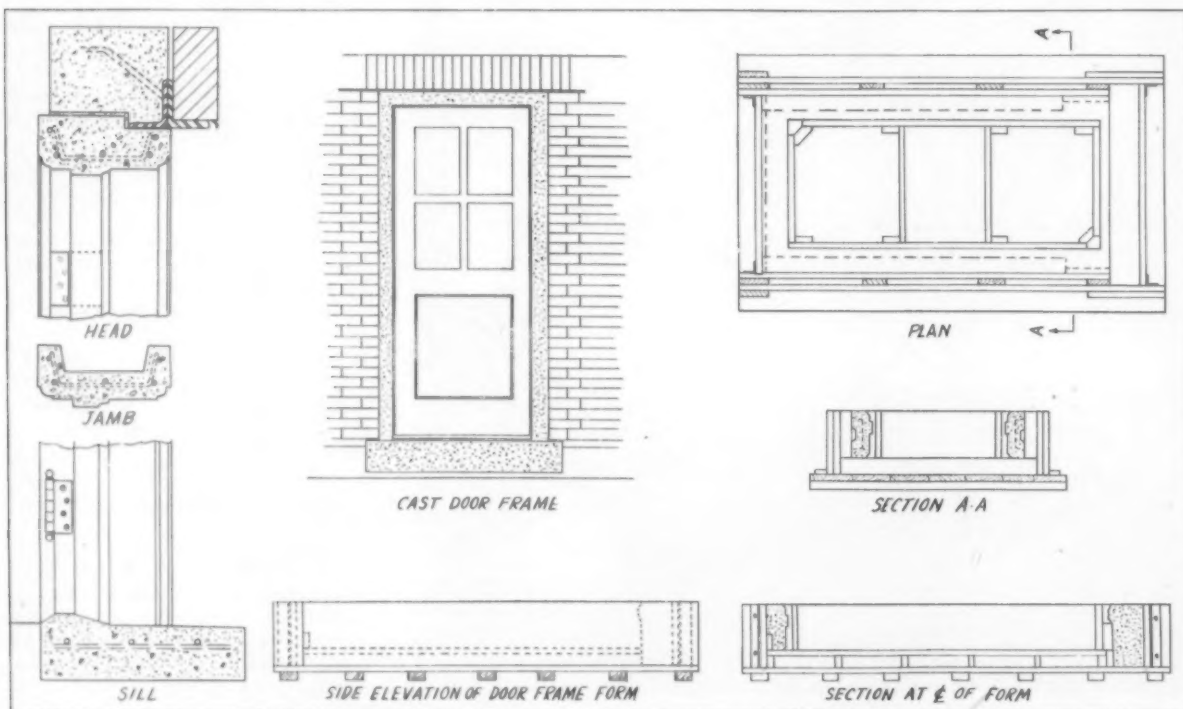 HEAD
JAMB
SILL
CAST DOOR FRAME
SIDE ELEVATION OF DOOR FRAME FORM
A
PLAN
A
SECTION A-A
SECTION AT ℄ OF FORM